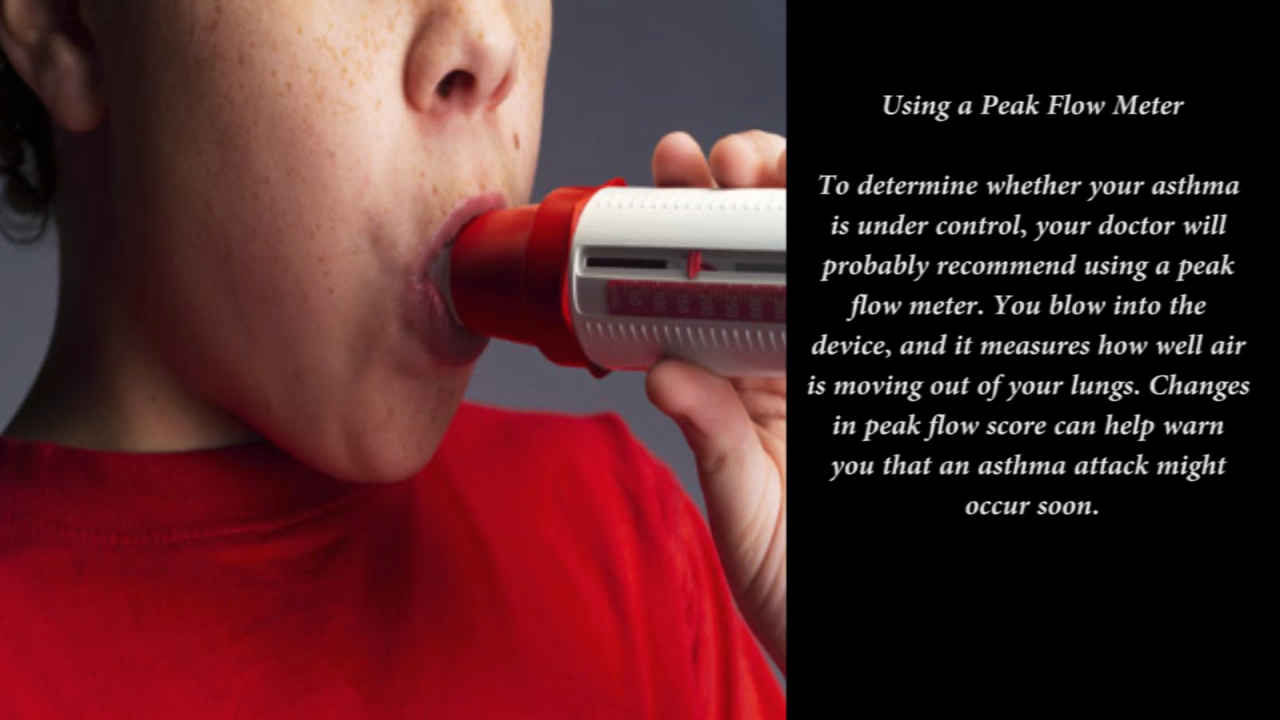 Using a Peak Flow Meter
To determine whether your asthma
is under control, your doctor will
probably recommend using a peak
flow meter. You blow into the
device, and it measures how well air
is moving out of your lungs. Changes
in peak flow score can help warn
you that an asthma attack might
occur soon.